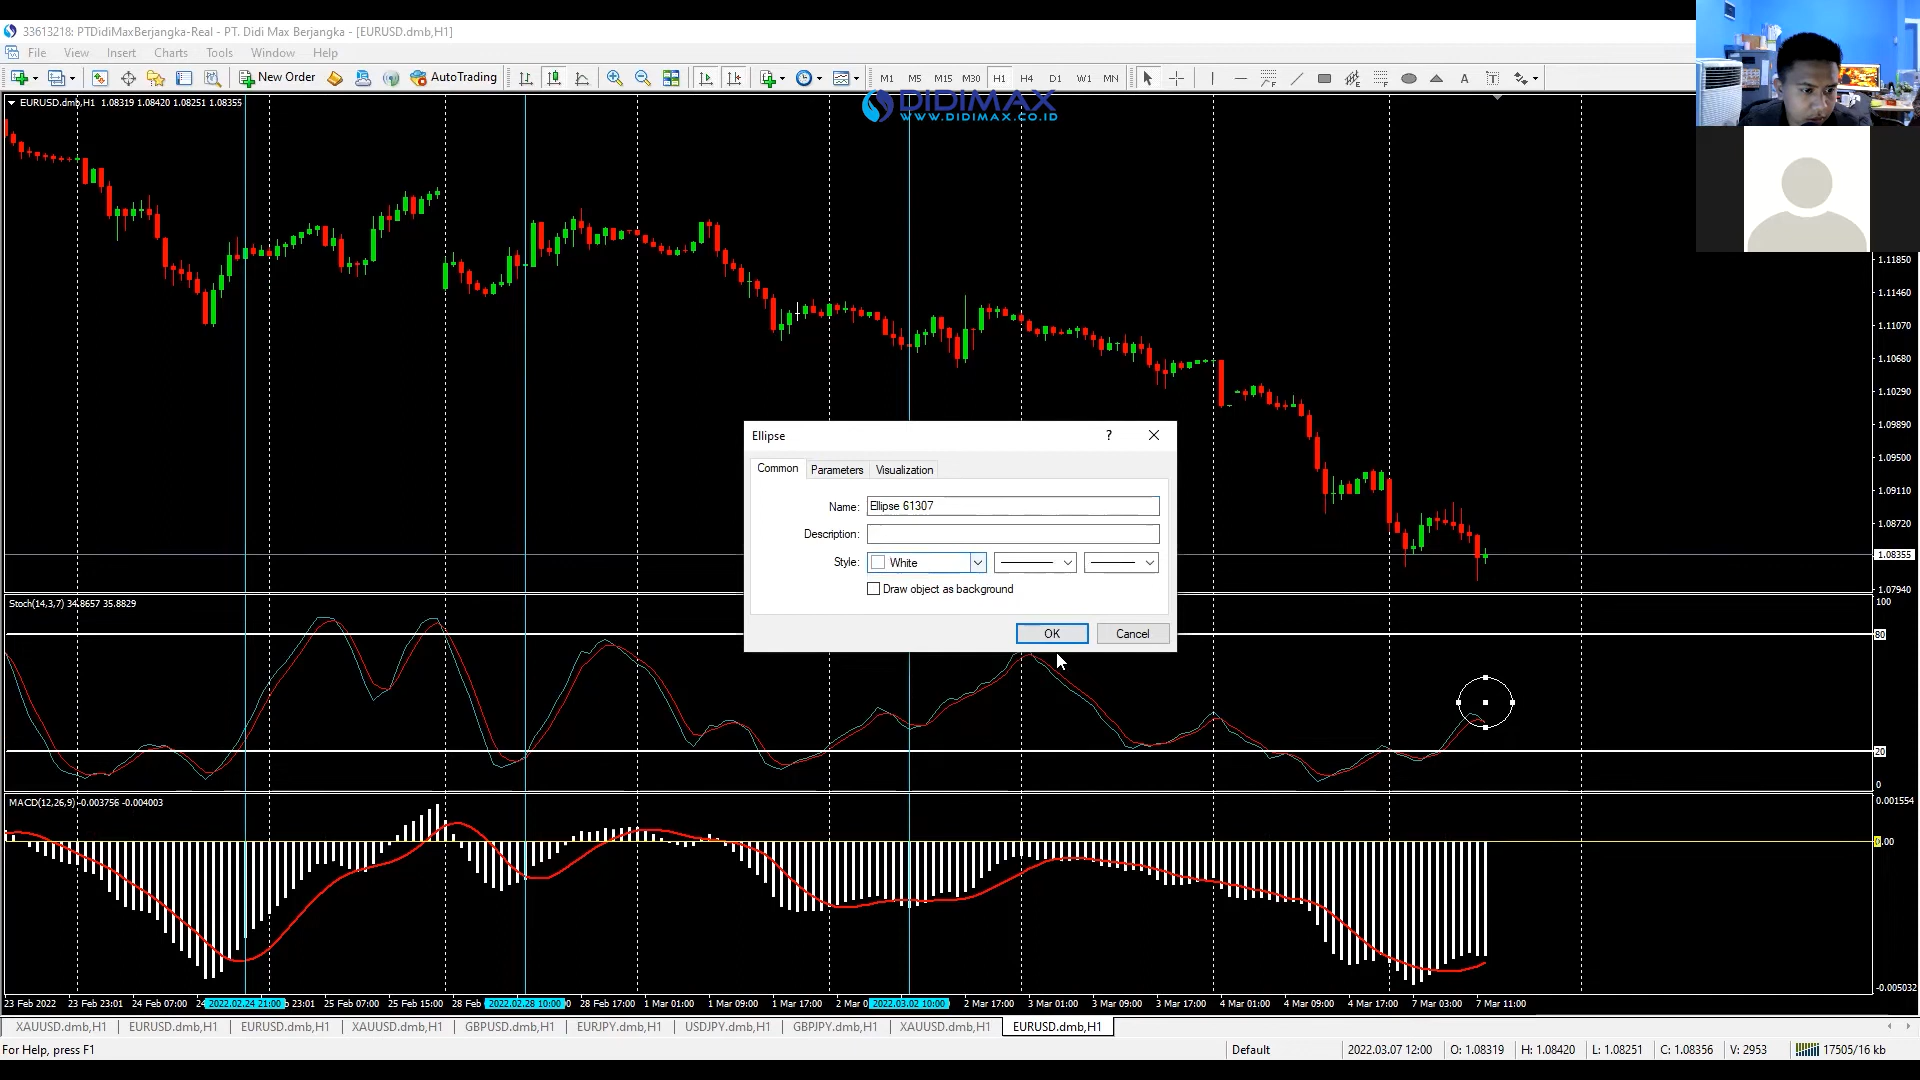 33613218: PTDidiMaxBerjangka-Real - PT. Didi Max Berjangka - [EURUSD.dmb,H1]
File View Insert Charts Tools Window Help
New Order AutoTrading M1 M5 M15 M30 H1 H4 D1 W1 MN A T
EURUSD.dmb,H1 1.08319 1.08420 1.08251 1.08355
DIDIMAX
WWW.DIDIMAX.CO.ID
1.11850
1.11460
1.11070
1.10680
1.10290
1.09890
1.09500
1.09110
1.08720
1.08355
1.07940
Ellipse ?
Common Parameters Visualization
Name: Ellipse 61307
Description:
Style: White
Draw object as background
OK Cancel
Stoch(14,3,7) 34.8657 35.8829
100
80
20
0
MACD(12,26,9) -0.003756 -0.004003
0.001554
0.00
-0.005032
23 Feb 2022 23 Feb 23:01 24 Feb 07:00 24 2022.02.24 21:00 23:01 25 Feb 07:00 25 Feb 15:00 28 Feb 2022.02.28 10:00 28 Feb 17:00 1 Mar 01:00 1 Mar 09:00 1 Mar 17:00 2 Mar 0 2022.03.02 10:00 2 Mar 17:00 3 Mar 01:00 3 Mar 09:00 3 Mar 17:00 4 Mar 01:00 4 Mar 09:00 4 Mar 17:00 7 Mar 03:00 7 Mar 11:00
XAUUSD.dmb,H1 EURUSD.dmb,H1 EURUSD.dmb,H1 XAUUSD.dmb,H1 GBPUSD.dmb,H1 EURJPY.dmb,H1 USDJPY.dmb,H1 GBPJPY.dmb,H1 XAUUSD.dmb,H1 EURUSD.dmb,H1
For Help, press F1 Default 2022.03.07 12:00 O: 1.08319 H: 1.08420 L: 1.08251 C: 1.08356 V: 2953 17505/16 kb